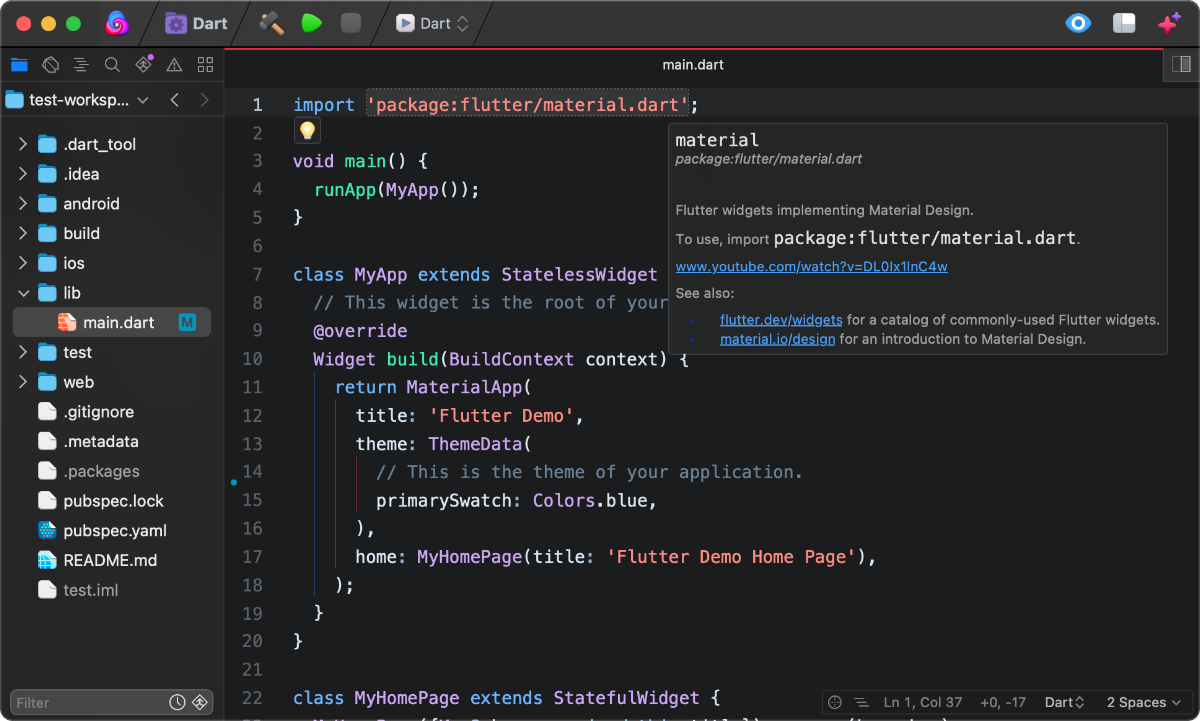 Dart
Dart
main.dart
test-worksp...
.dart_tool
.idea
android
build
ios
lib
main.dart M
test
web
.gitignore
.metadata
.packages
pubspec.lock
pubspec.yaml
README.md
test.iml
Filter
1 import 'package:flutter/material.dart';
2
3 void main() {
4 runApp(MyApp());
5 }
6
7 class MyApp extends StatelessWidget
8 // This widget is the root of your
9 @override
10 Widget build(BuildContext context) {
11 return MaterialApp(
12 title: 'Flutter Demo',
13 theme: ThemeData(
14 // This is the theme of your application.
15 primarySwatch: Colors.blue,
16 ),
17 home: MyHomePage(title: 'Flutter Demo Home Page'),
18 );
19 }
20 }
21
22 class MyHomePage extends StatefulWidget {
material
package:flutter/material.dart
Flutter widgets implementing Material Design.
To use, import package:flutter/material.dart.
www.youtube.com/watch?v=DL0Ix1lnC4w
See also:
flutter.dev/widgets for a catalog of commonly-used Flutter widgets.
material.io/design for an introduction to Material Design.
Ln 1, Col 37 +0, -17 Dart 2 Spaces